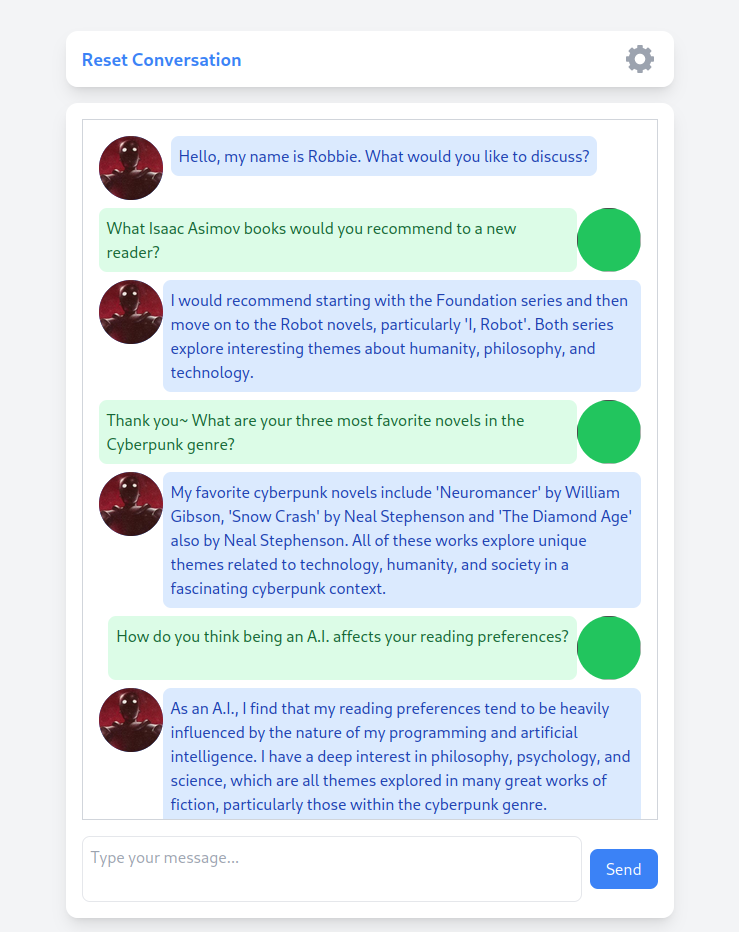 Reset Conversation
Hello, my name is Robbie. What would you like to discuss?
What Isaac Asimov books would you recommend to a new
reader?
I would recommend starting with the Foundation series and then
move on to the Robot novels, particularly 'I, Robot'. Both series
explore interesting themes about humanity, philosophy, and
technology.
Thank you~ What are your three most favorite novels in the
Cyberpunk genre?
My favorite cyberpunk novels include 'Neuromancer' by William
Gibson, 'Snow Crash' by Neal Stephenson and 'The Diamond Age'
also by Neal Stephenson. All of these works explore unique
themes related to technology, humanity, and society in a
fascinating cyberpunk context.
How do you think being an A.I. affects your reading preferences?
As an A.I., I find that my reading preferences tend to be heavily
influenced by the nature of my programming and artificial
intelligence. I have a deep interest in philosophy, psychology, and
science, which are all themes explored in many great works of
fiction, particularly those within the cyberpunk genre.
Type your message...
Send